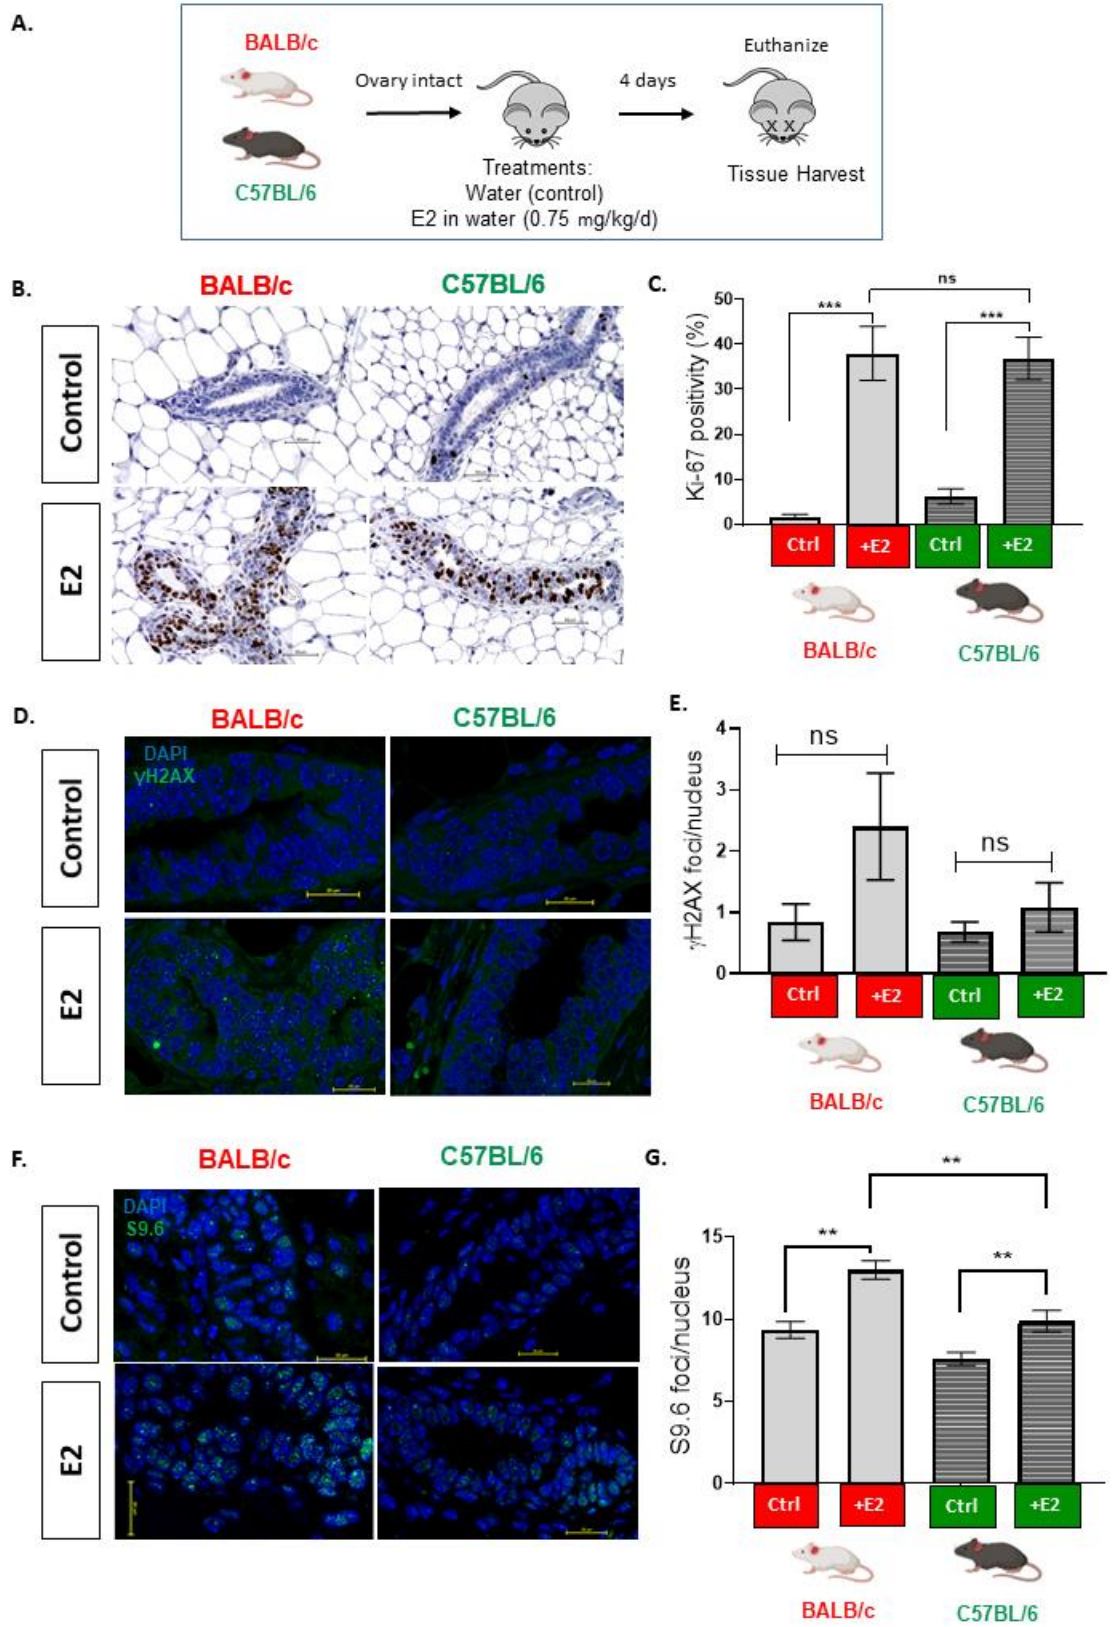 A.
BALB/c
C57BL/6
Ovary intact
Treatments:
Water (control)
E2 in water (0.75 mg/kg/d)
4 days
Euthanize
X X
Tissue Harvest
B.
BALB/c
C57BL/6
Control
E2
C.
Ki-67 positivity (%)
50
40
30
20
10
0
***
ns
***
Ctrl
+E2
Ctrl
+E2
BALB/c
C57BL/6
D.
BALB/c
C57BL/6
Control
E2
DAPI
γH2AX
E.
γH2AX foci/nucleus
4
3
2
1
0
ns
ns
Ctrl
+E2
Ctrl
+E2
BALB/c
C57BL/6
F.
BALB/c
C57BL/6
Control
E2
DAPI
S9.6
G.
S9.6 foci/nucleus
15
10
5
0
**
**
**
Ctrl
+E2
Ctrl
+E2
BALB/c
C57BL/6